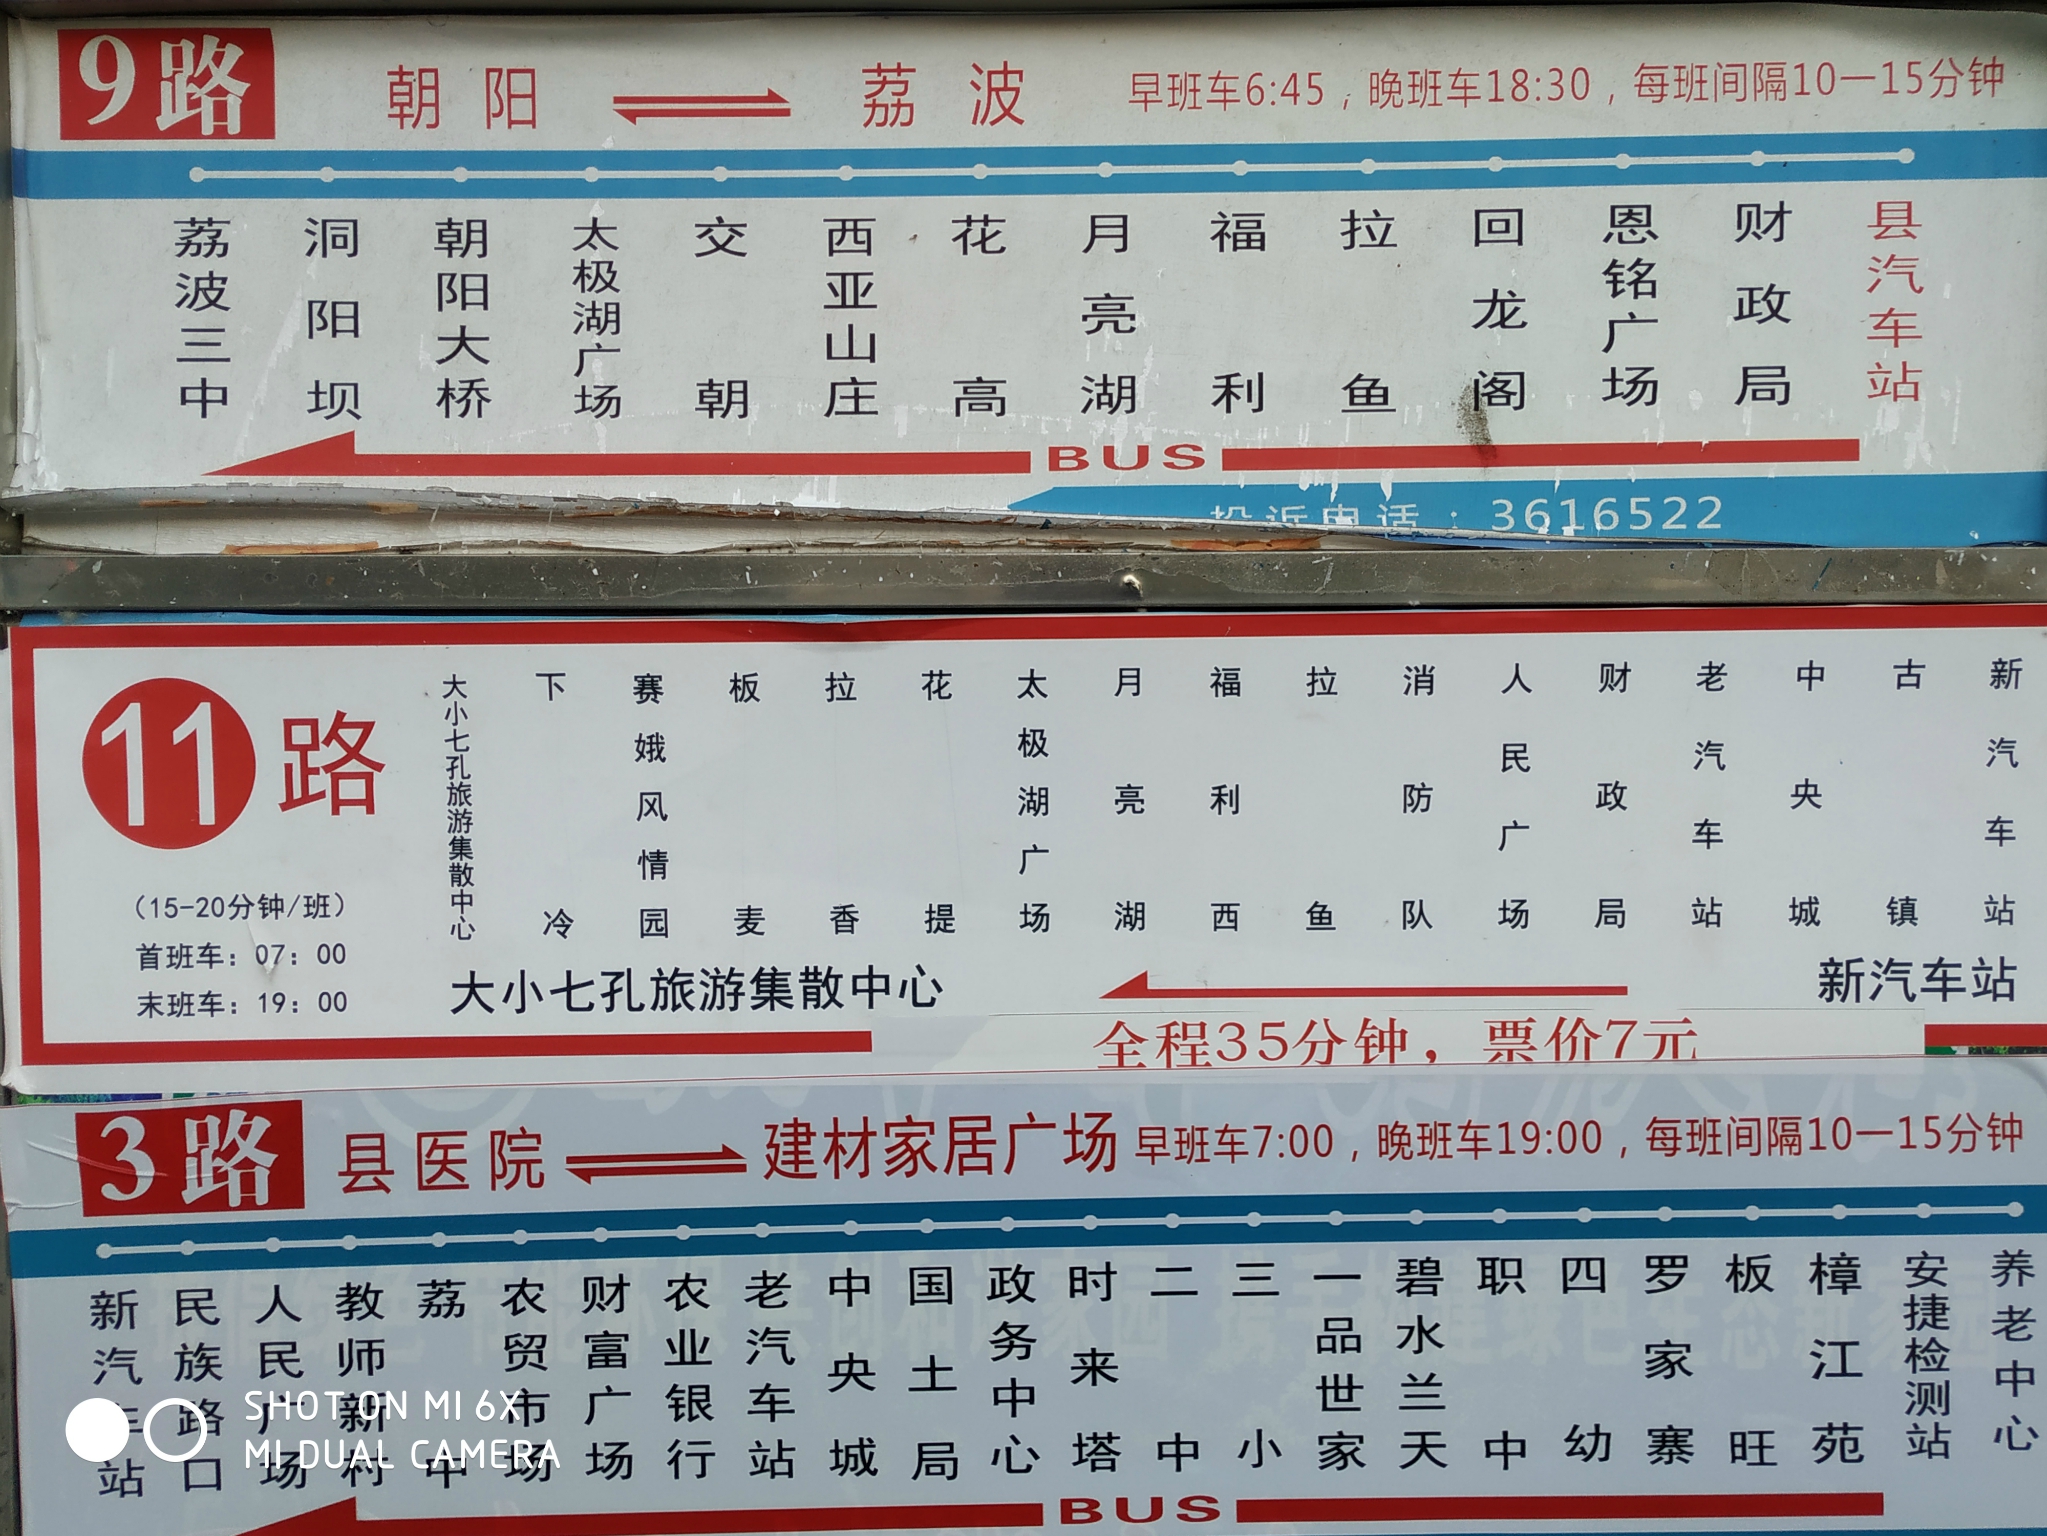 9路 朝阳 荔波 早班车6:45，晚班车18:30，每班间隔10—15分钟
荔波三中
洞阳坝
朝阳大桥
太极湖广场
交朝
西亚山庄
花高
月亮湖
福利
拉鱼
回龙阁
恩铭广场
财政局
县汽车站
BUS
投诉电话：3616522
11路
（15-20分钟/班）
首班车：07：00
末班车：19：00
大小七孔旅游集散中心
下冷
赛娥风情园
板麦
拉香
花提
太极湖广场
月亮湖
福利西
拉鱼
消防队
人民广场
财政局
老汽车站
中央城
古镇
新汽车站
大小七孔旅游集散中心 新汽车站
全程35分钟，票价7元
3路 县医院 建材家居广场 早班车7:00，晚班车19:00，每班间隔10—15分钟
新汽车站
民族路口
人民广场
教师新村
荔中
农贸市场
财富广场
农业银行
老汽车站
中央城
国土局
政务中心
时来塔
二中
三小
一品世家
碧水兰天
职中
四幼
罗家寨
板旺
樟江苑
安捷检测站
养老中心
BUS
SHOT ON MI 6X
MI DUAL CAMERA